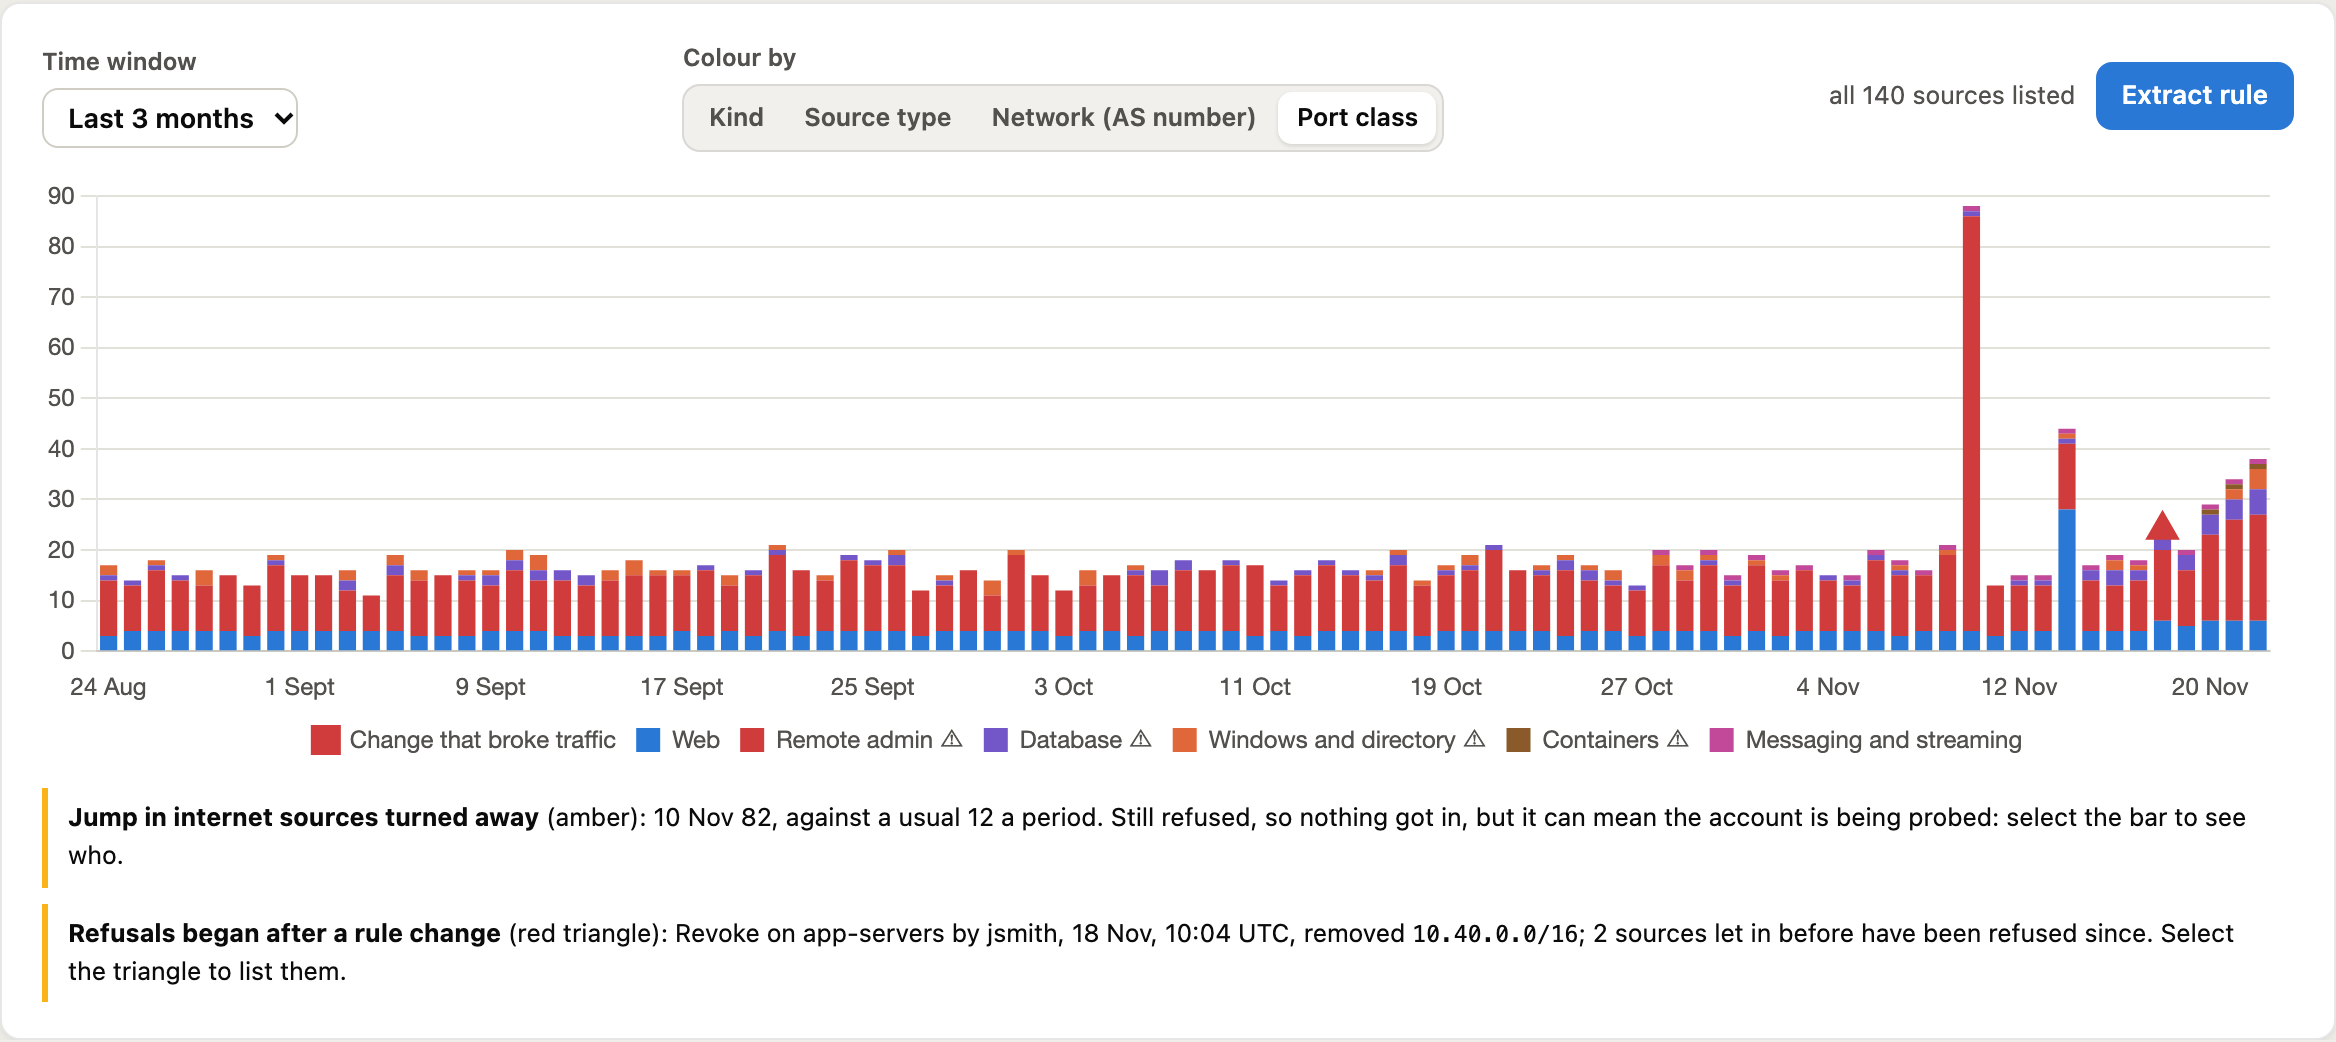 Time window
Last 3 months
Colour by
Kind
Source type
Network (AS number)
Port class
all 140 sources listed
Extract rule
90
80
70
60
50
40
30
20
10
0
24 Aug
1 Sept
9 Sept
17 Sept
25 Sept
3 Oct
11 Oct
19 Oct
27 Oct
4 Nov
12 Nov
20 Nov
Change that broke traffic
Web
Remote admin ⚠
Database ⚠
Windows and directory ⚠
Containers ⚠
Messaging and streaming
Jump in internet sources turned away (amber): 10 Nov 82, against a usual 12 a period. Still refused, so nothing got in, but it can mean the account is being probed: select the bar to see
who.
Refusals began after a rule change (red triangle): Revoke on app-servers by jsmith, 18 Nov, 10:04 UTC, removed 10.40.0.0/16; 2 sources let in before have been refused since. Select
the triangle to list them.